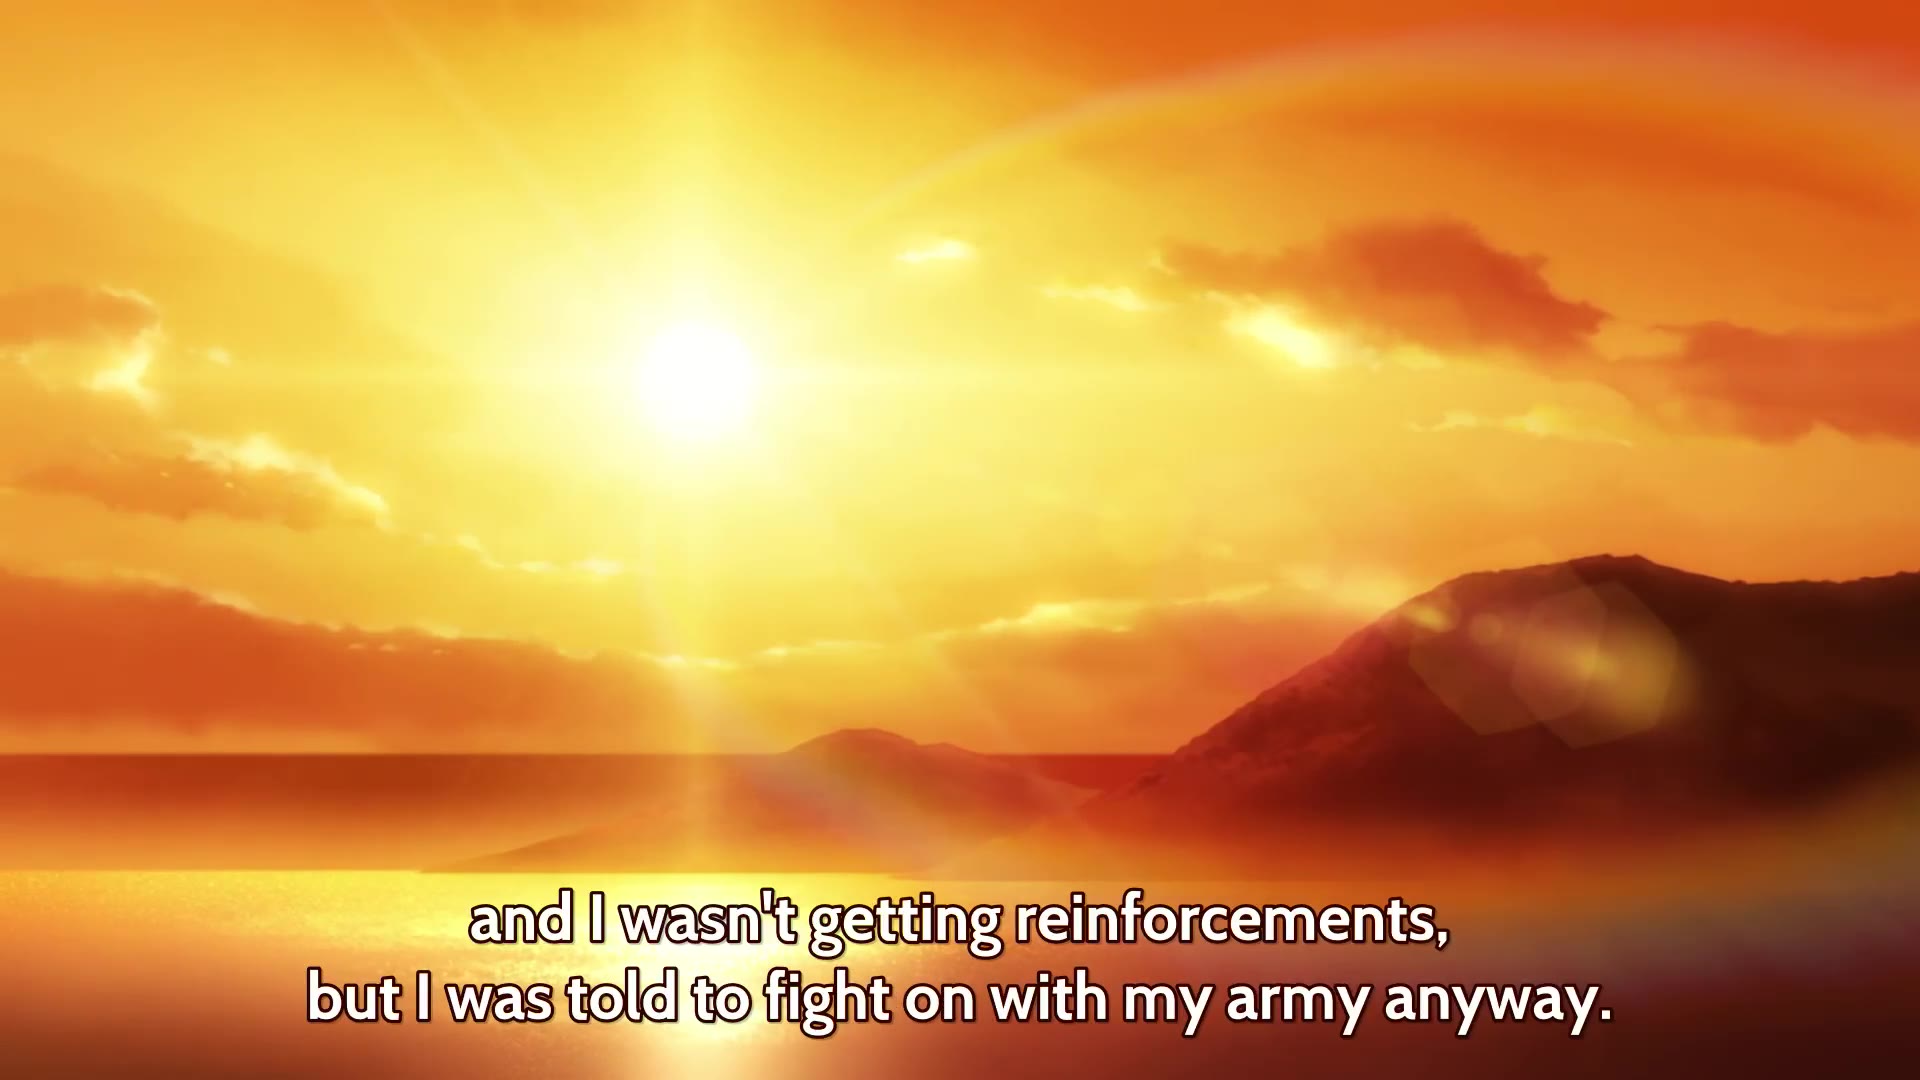 and I wasn't getting reinforcements,
but I was told to fight on with my army anyway.